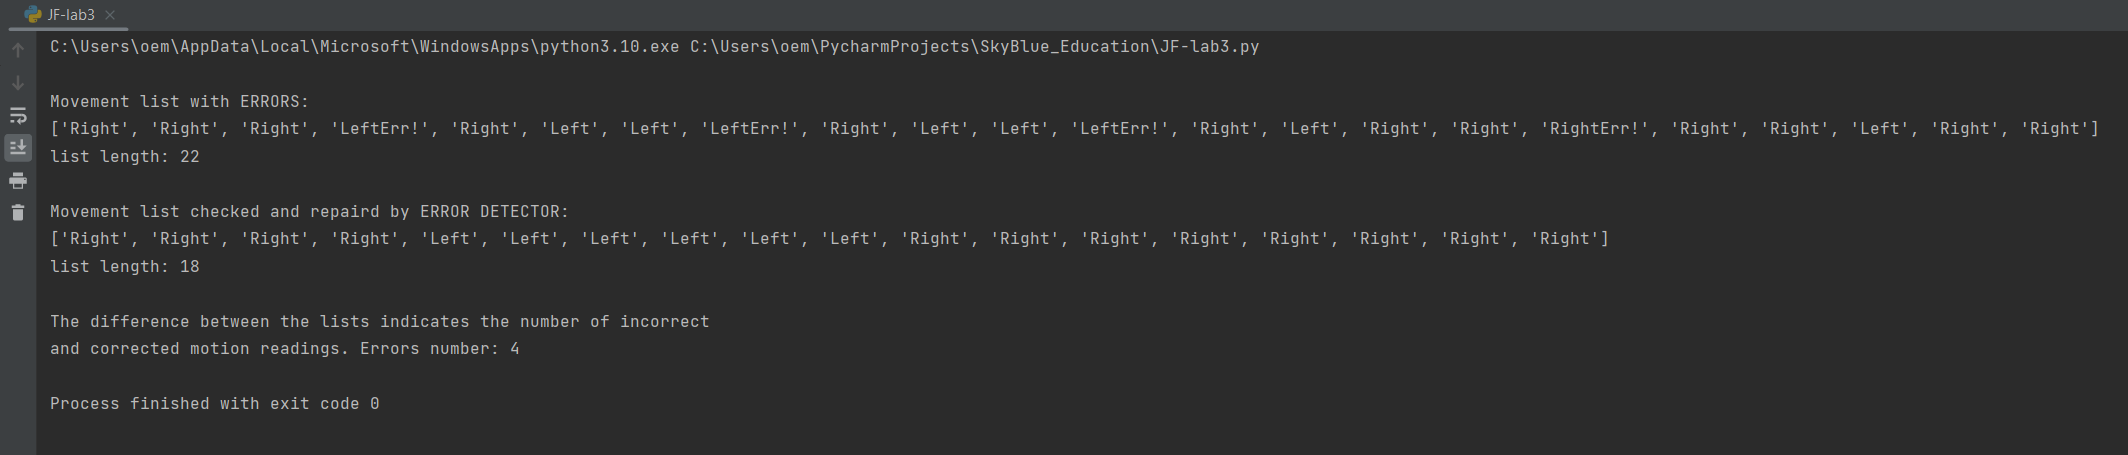 JF-lab3
C:\Users\oem\AppData\Local\Microsoft\WindowsApps\python3.10.exe C:\Users\oem\PycharmProjects\SkyBlue_Education\JF-lab3.py
Movement list with ERRORS:
['Right', 'Right', 'Right', 'LeftErr!', 'Right', 'Left', 'Left', 'LeftErr!', 'Right', 'Left', 'Left', 'LeftErr!', 'Right', 'Left', 'Right', 'Right', 'RightErr!', 'Right', 'Right', 'Left', 'Right', 'Right']
list length: 22
Movement list checked and repaird by ERROR DETECTOR:
['Right', 'Right', 'Right', 'Right', 'Left', 'Left', 'Left', 'Left', 'Left', 'Left', 'Right', 'Right', 'Right', 'Right', 'Right', 'Right', 'Right', 'Right']
list length: 18
The difference between the lists indicates the number of incorrect
and corrected motion readings. Errors number: 4
Process finished with exit code 0